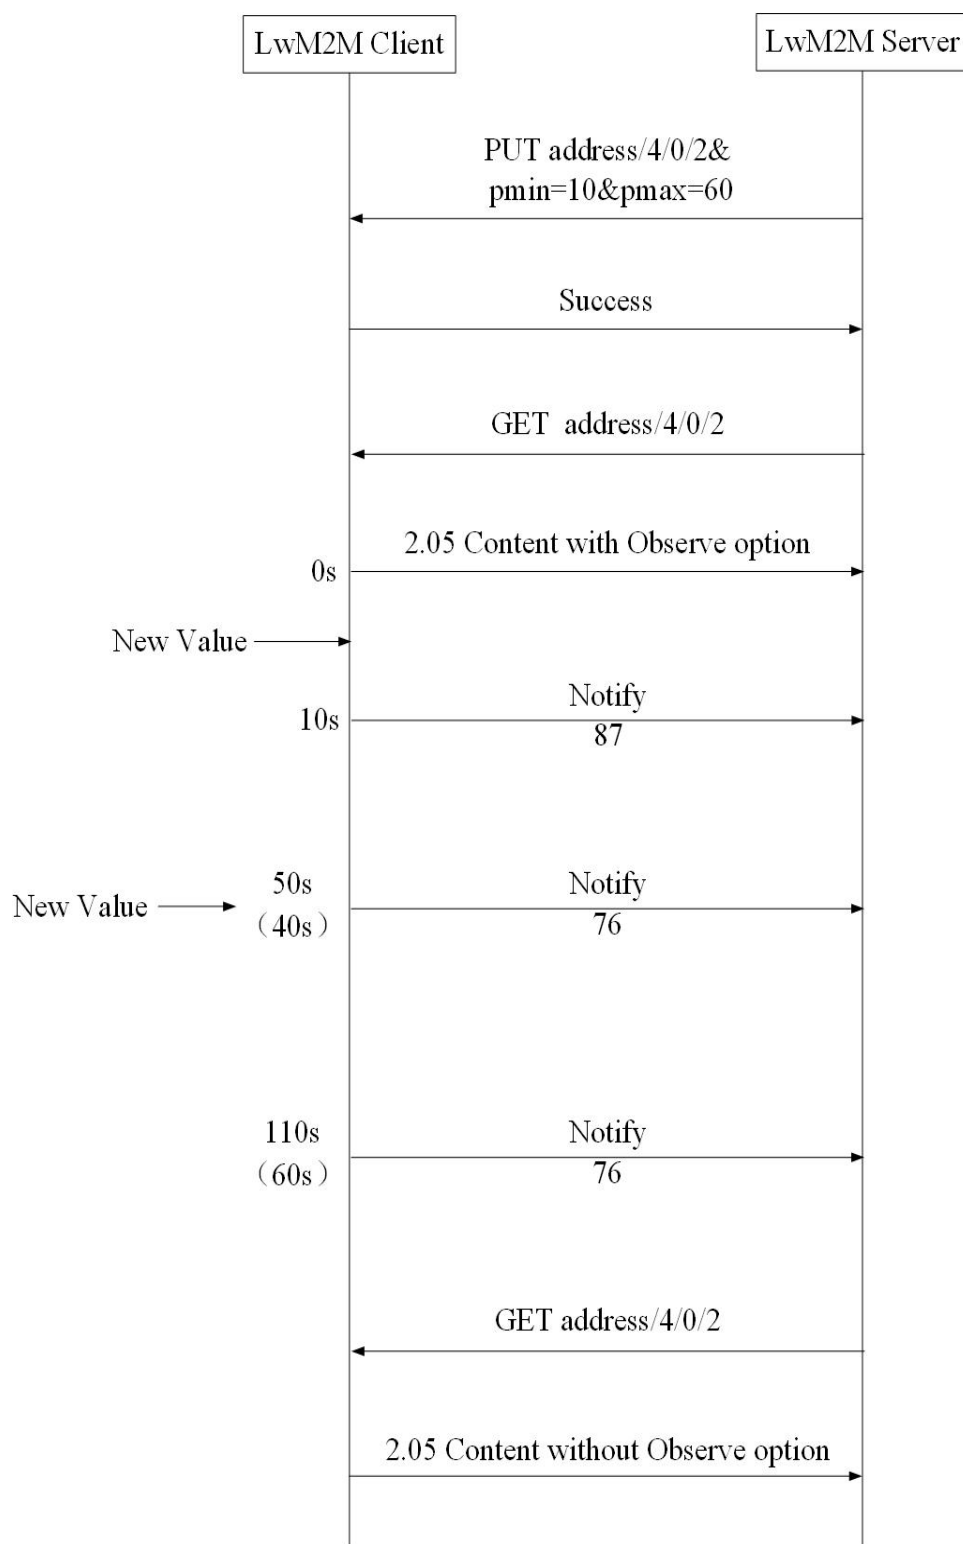 LwM2M Client
LwM2M Server
PUT address/4/0/2&
pmin=10&pmax=60
Success
GET address/4/0/2
2.05 Content with Observe option
0s
New Value
Notify
10s
87
50s
Notify
New Value
（40s）
76
110s
Notify
（60s）
76
GET address/4/0/2
2.05 Content without Observe option